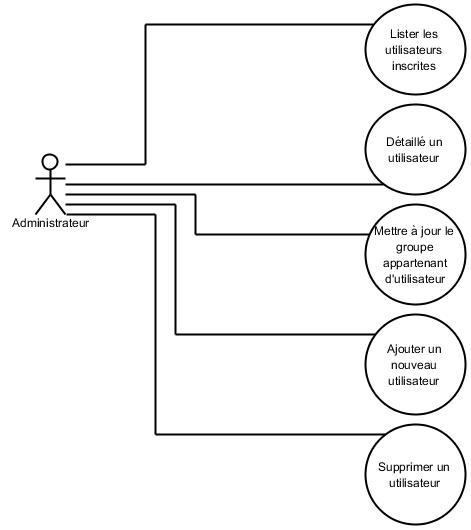 Lister les
utilisateurs
inscrites
Détaillé un
utilisateur
Administrateur
Mettre à jour le
groupe
appartenant
d'utilisateur
Ajouter un
nouveau
utilisateur
Supprimer un
utilisateur